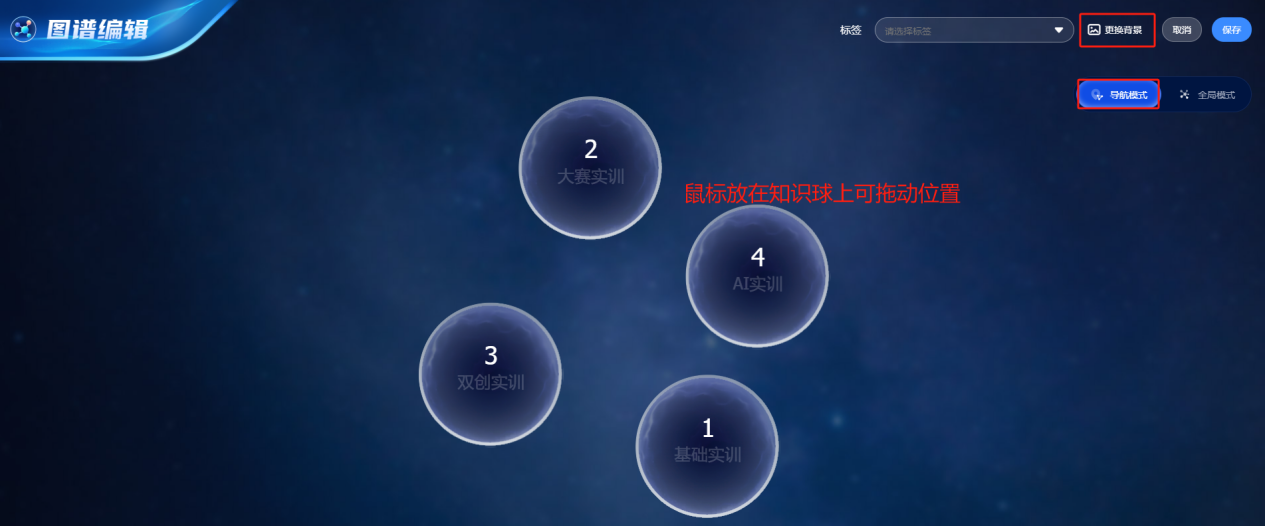 图谱编辑
标签
请选择标签
更换背景
取消
保存
导航模式
全局模式
2
大赛实训
鼠标放在知识球上可拖动位置
4
AI实训
3
双创实训
1
基础实训